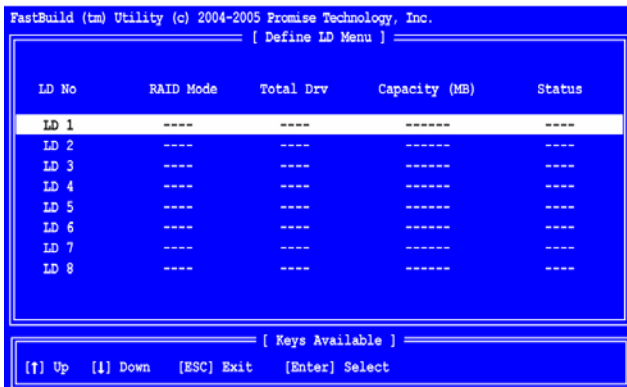 FastBuild (tm) Utility (c) 2004-2005 Promise Technology, Inc.
[ Define LD Menu ]
LD No RAID Mode Total Drv Capacity (MB) Status
LD 1 ---- ---- ------ ----
LD 2 ---- ---- ------ ----
LD 3 ---- ---- ------ ----
LD 4 ---- ---- ------ ----
LD 5 ---- ---- ------ ----
LD 6 ---- ---- ------ ----
LD 7 ---- ---- ------ ----
LD 8 ---- ---- ------ ----
[ Keys Available ]
[↑] Up [↓] Down [ESC] Exit [Enter] Select